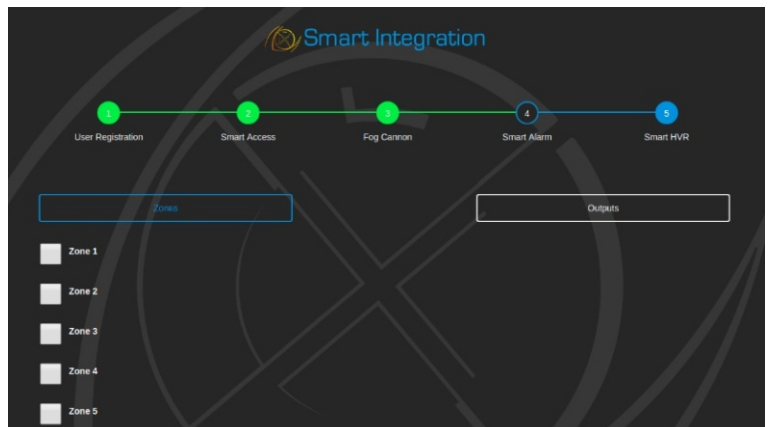 Smart Integration
1 2 3 4 5
User Registration Smart Access Fog Cannon Smart Alarm Smart HVR
Zones Outputs
Zone 1
Zone 2
Zone 3
Zone 4
Zone 5